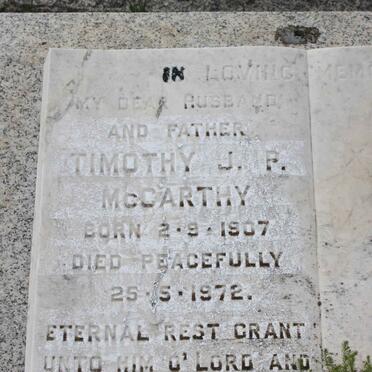 IN LOVING MEM
MY DEAR HUSBAND
AND FATHER
TIMOTHY J. P.
McCARTHY
BORN 2-9-1907
DIED PEACEFULLY
25-5-1972.
ETERNAL REST GRANT
UNTO HIM O' LORD AND